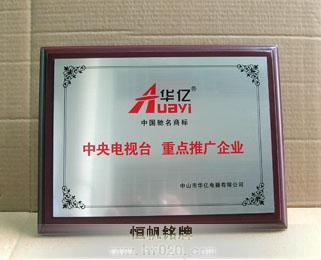 华亿®
Huayi
中国驰名商标
中央电视台 重点推广企业
中山市华亿电器有限公司
恒帆铭牌